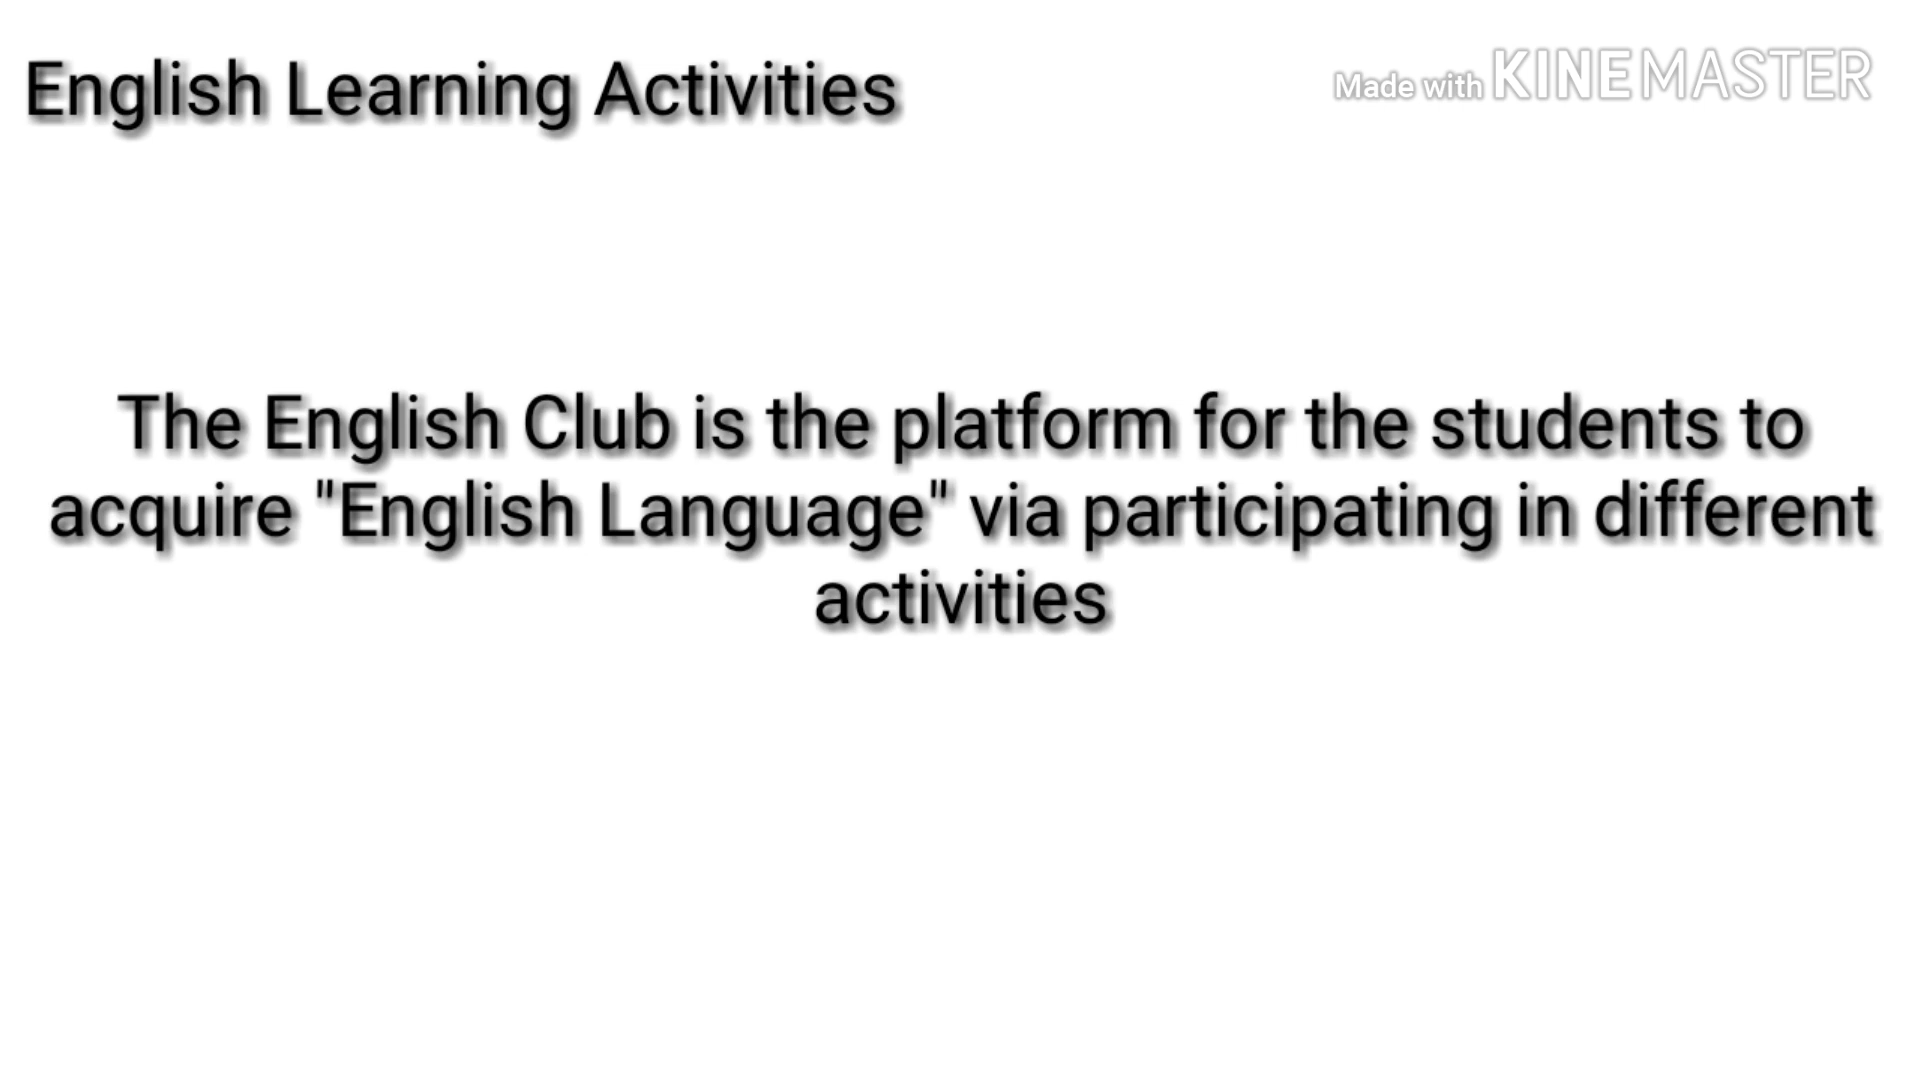 English Learning Activities
Made with KINEMASTER
The English Club is the platform for the students to
acquire "English Language" via participating in different
activities